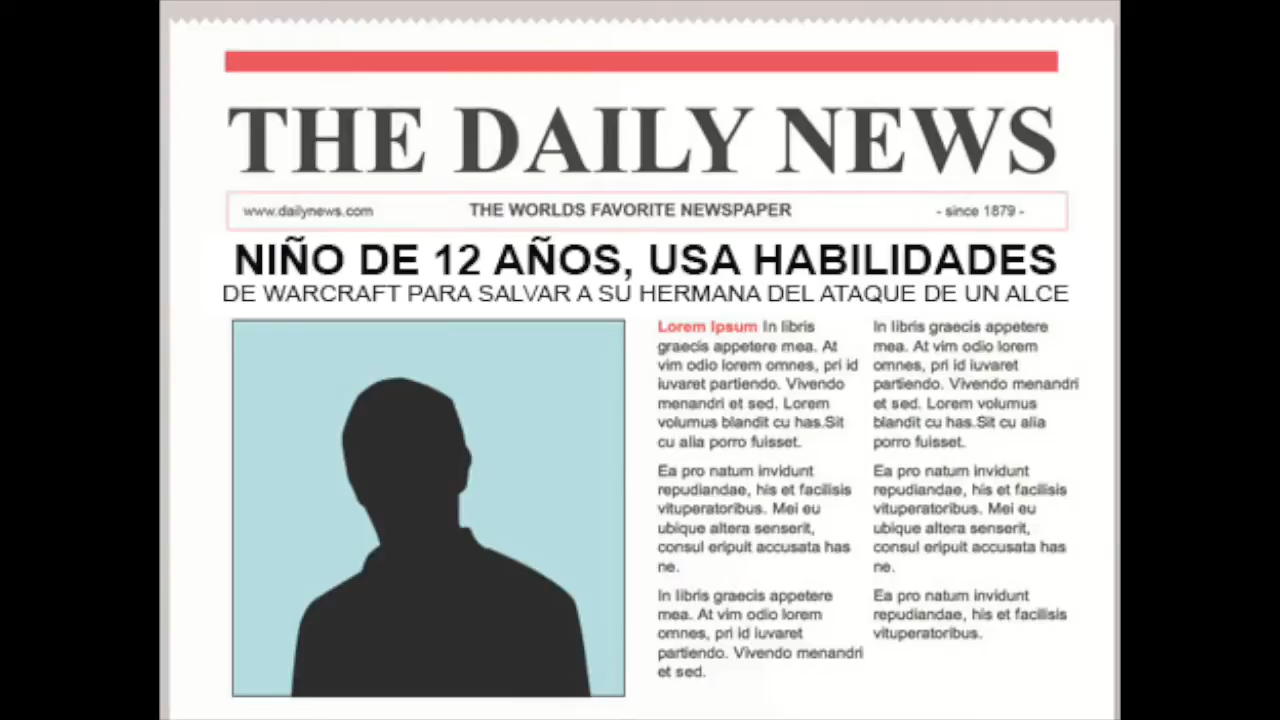 THE DAILY NEWS
www.dailynews.com THE WORLDS FAVORITE NEWSPAPER - since 1879 -
NIÑO DE 12 AÑOS, USA HABILIDADES
DE WARCRAFT PARA SALVAR A SU HERMANA DEL ATAQUE DE UN ALCE
Lorem Ipsum In libris
graecis appetere mea. At
vim odio lorem omnes, pri id
iuvaret partiendo. Vivendo
menandri et sed. Lorem
volumus blandit cu has.Sit
cu alia porro fuisset.
Ea pro natum invidunt
repudiandae, his et facilisis
vituperatoribus. Mei eu
ubique altera senserit,
consul eripuit accusata has
ne.
In libris graecis appetere
mea. At vim odio lorem
omnes, pri id iuvaret
partiendo. Vivendo menandri
et sed.
In libris graecis appetere
mea. At vim odio lorem
omnes, pri id iuvaret
partiendo. Vivendo menandri
et sed. Lorem volumus
blandit cu has.Sit cu alia
porro fuisset.
Ea pro natum invidunt
repudiandae, his et facilisis
vituperatoribus. Mei eu
ubique altera senserit,
consul eripuit accusata has
ne.
Ea pro natum invidunt
repudiandae, his et facilisis
vituperatoribus.